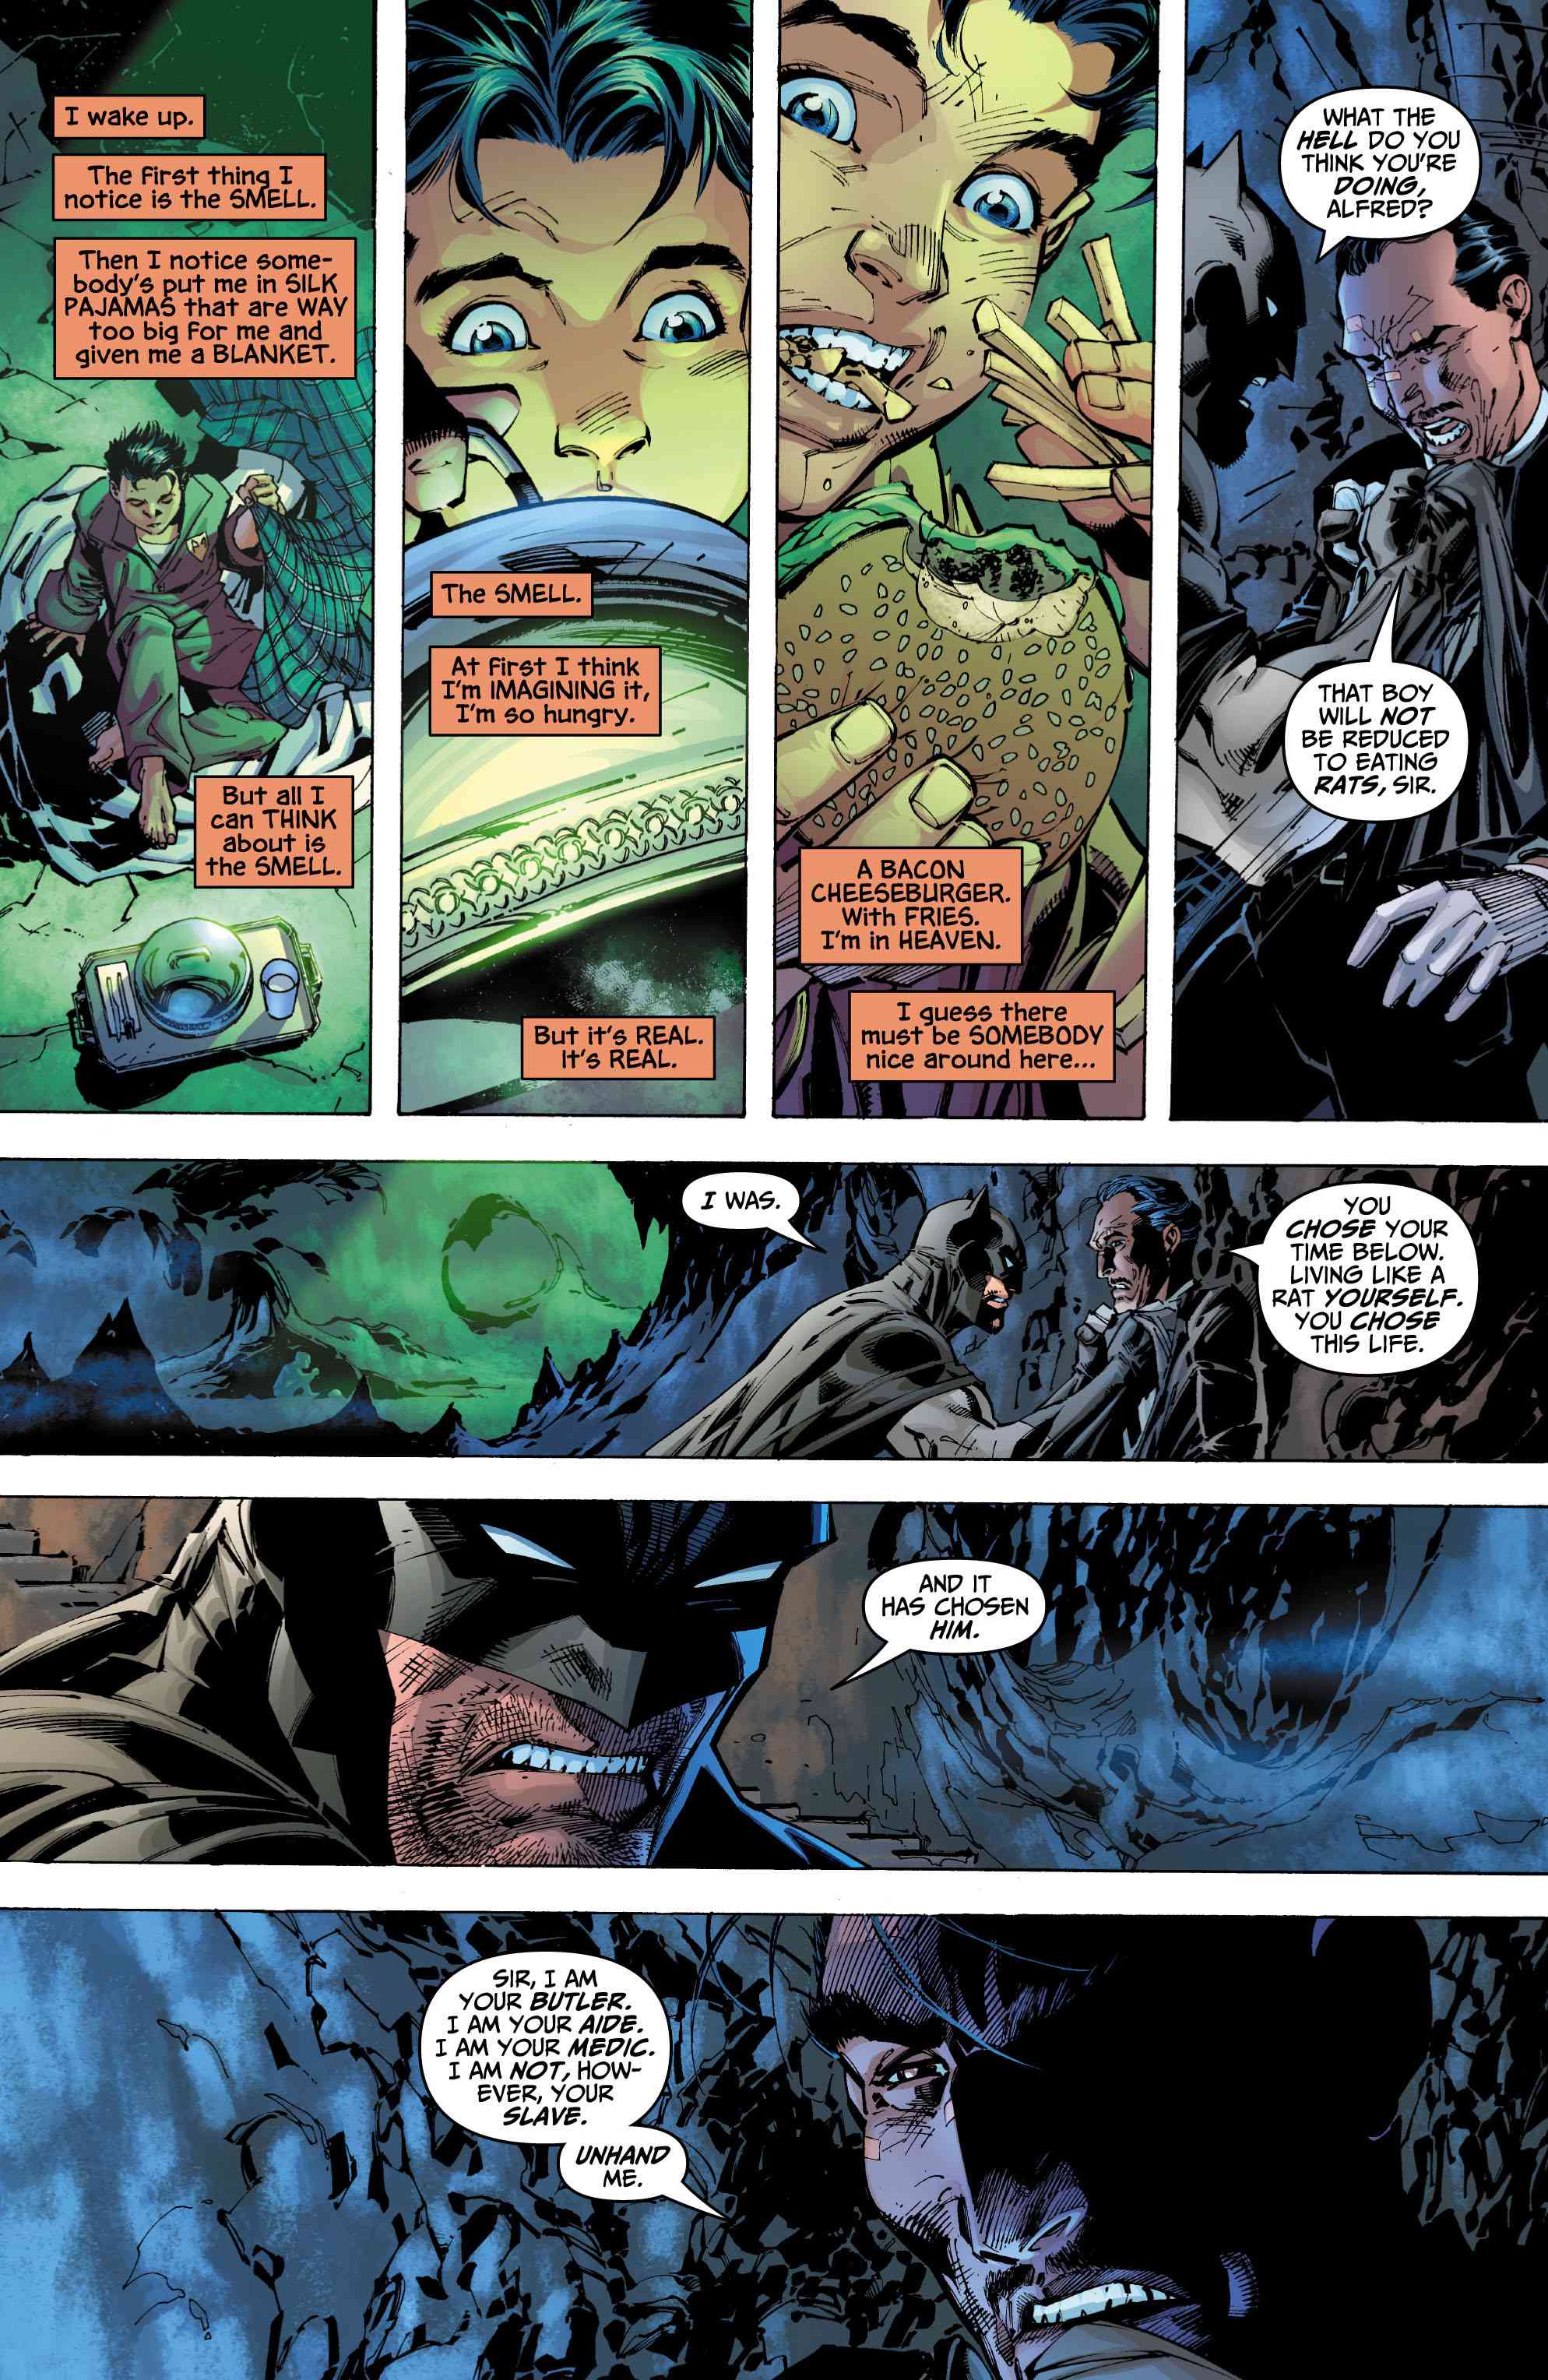 I wake up.
The first thing I
notice is the SMELL.
Then I notice some-
body's put me in SILK
PAJAMAS that are WAY
too big for me and
given me a BLANKET.
But all I
can THINK
about is
the SMELL.
The SMELL.
At first I think
I'm IMAGINING it,
I'm so hungry.
But it's REAL.
It's REAL.
A BACON
CHEESEBURGER.
With FRIES.
I'm in HEAVEN.
I guess there
must be SOMEBODY
nice around here...
WHAT THE
HELL DO YOU
THINK YOU'RE
DOING,
ALFRED?
THAT BOY
WILL NOT
BE REDUCED
TO EATING
RATS, SIR.
I WAS.
YOU
CHOSE YOUR
TIME BELOW.
LIVING LIKE A
RAT YOURSELF.
YOU CHOSE
THIS LIFE.
AND IT
HAS CHOSEN
HIM.
SIR, I AM
YOUR BUTLER.
I AM YOUR AIDE.
I AM YOUR MEDIC.
I AM NOT, HOW-
EVER, YOUR
SLAVE.
UNHAND
ME.